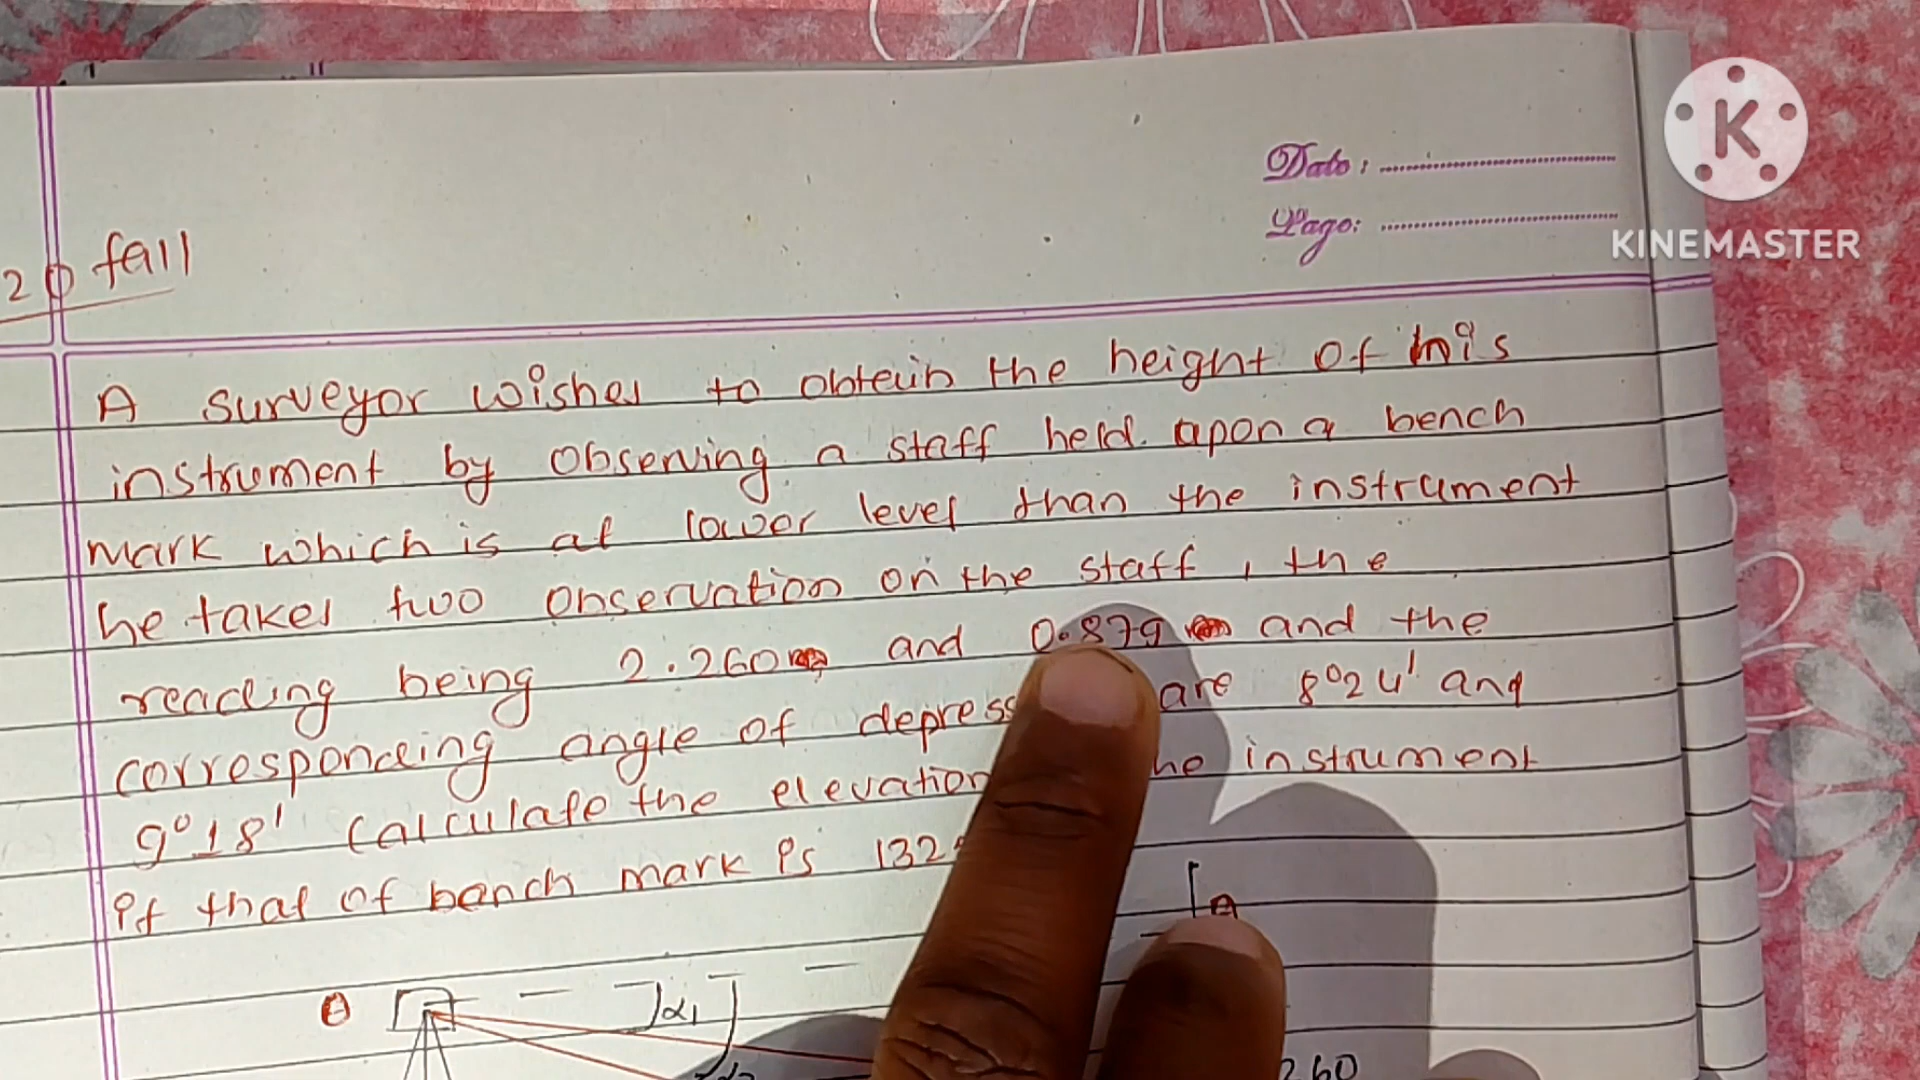 Date:
Page:
KINEMASTER
20 fall
A surveyor wishes to obtain the height of his
instrument by observing a staff held upon a bench
mark which is at lower level than the instrument
he takes two observation on the staff, the
reading being 2.260m and 0.879 and the
corresponding angle of depress are 8°24' and
9°18' calculate the elevation he instrument
if that of bench mark is 132
α1
260